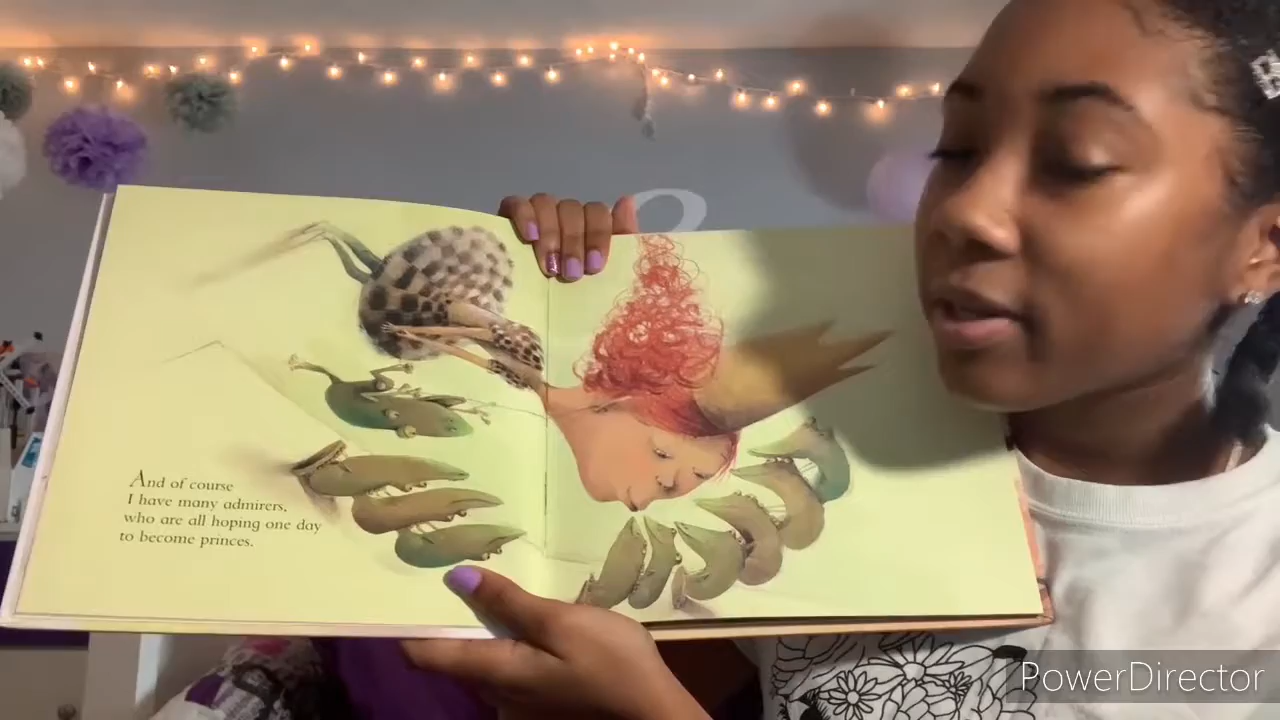 And of course
I have many admirers,
who are all hoping one day
to become princes.
PowerDirector